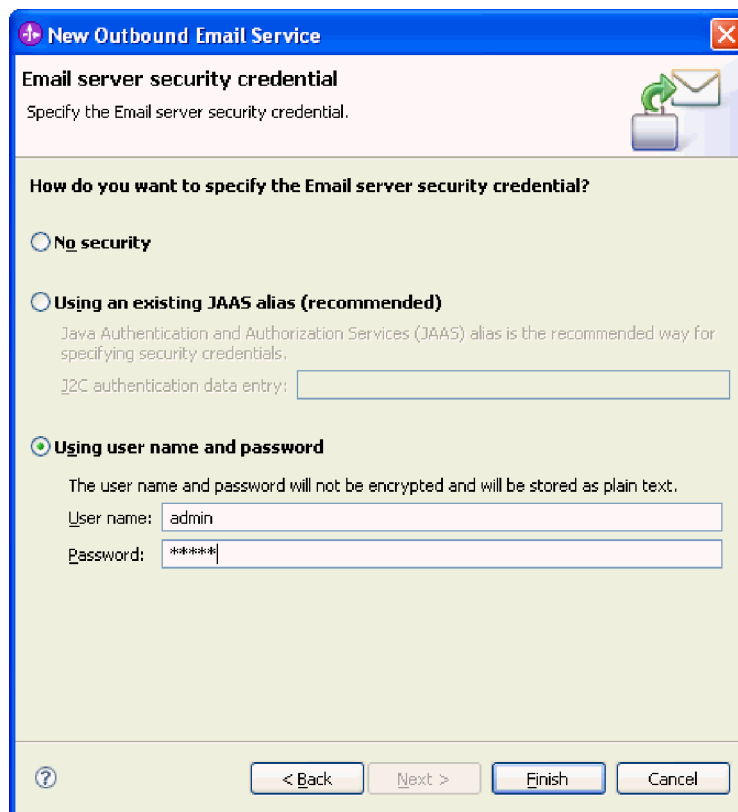 New Outbound Email Service
Email server security credential
Specify the Email server security credential.
How do you want to specify the Email server security credential?
No security
Using an existing JAAS alias (recommended)
Java Authentication and Authorization Services (JAAS) alias is the recommended way for
specifying security credentials.
J2C authentication data entry:
Using user name and password
The user name and password will not be encrypted and will be stored as plain text.
User name: admin
Password: *****
? < Back Next > Finish Cancel